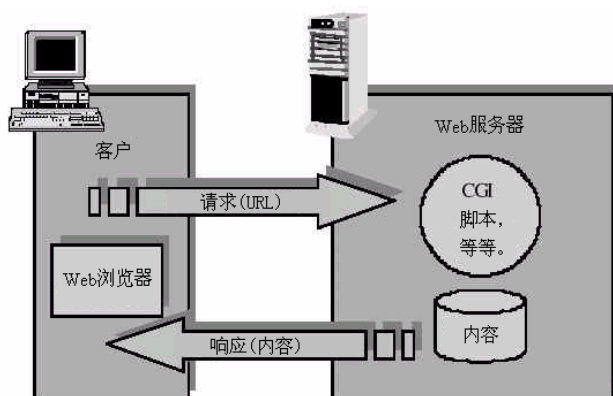 Web服务器
客户
CGI
脚本，
等等。
请求(URL)
Web浏览器
内容
响应(内容)